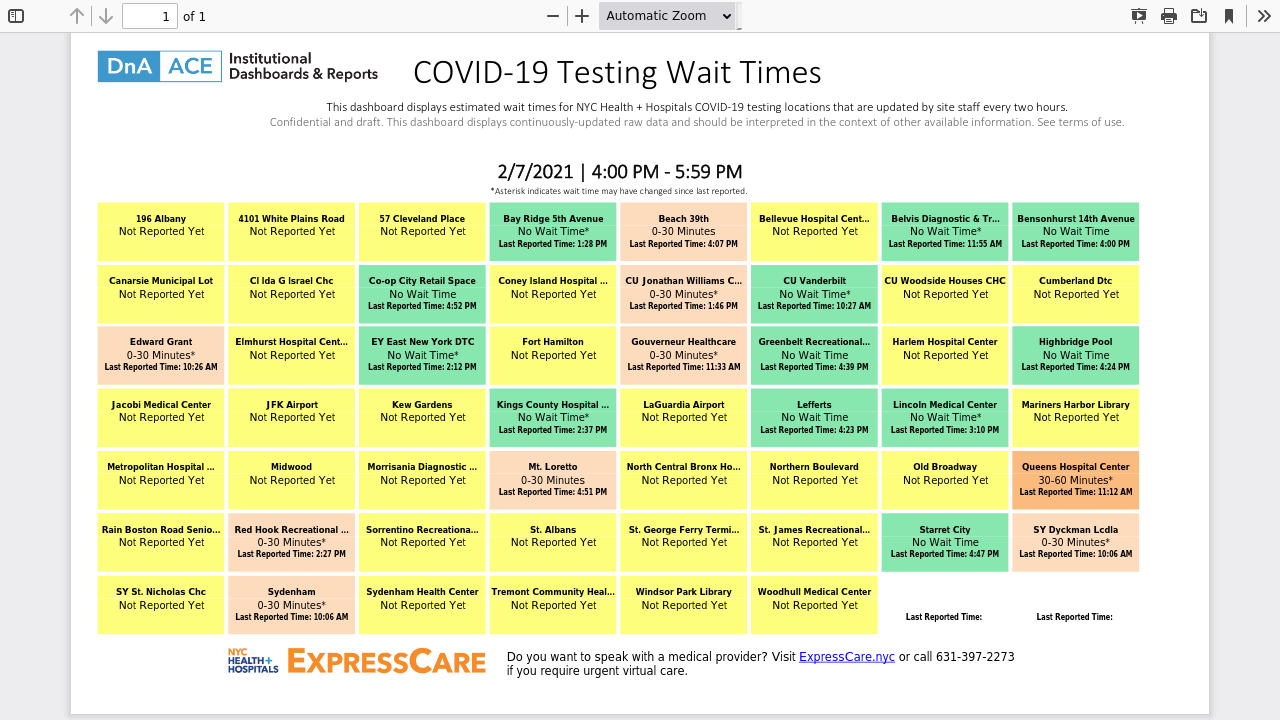 1 of 1 Automatic Zoom
DnA ACE Institutional
Dashboards & Reports
COVID-19 Testing Wait Times
This dashboard displays estimated wait times for NYC Health + Hospitals COVID-19 testing locations that are updated by site staff every two hours.
Confidential and draft. This dashboard displays continuously-updated raw data and should be interpreted in the context of other available information. See terms of use.
2/7/2021 | 4:00 PM - 5:59 PM
*Asterisk indicates wait time may have changed since last reported.
196 Albany
Not Reported Yet
4101 White Plains Road
Not Reported Yet
57 Cleveland Place
Not Reported Yet
Bay Ridge 5th Avenue
No Wait Time*
Last Reported Time: 1:28 PM
Beach 39th
0-30 Minutes
Last Reported Time: 4:07 PM
Bellevue Hospital Cent...
Not Reported Yet
Belvis Diagnostic & Tr...
No Wait Time*
Last Reported Time: 11:55 AM
Bensonhurst 14th Avenue
No Wait Time
Last Reported Time: 4:00 PM
Canarsie Municipal Lot
Not Reported Yet
Cl Ida G Israel Chc
Not Reported Yet
Co-op City Retail Space
No Wait Time
Last Reported Time: 4:52 PM
Coney Island Hospital ...
Not Reported Yet
CU Jonathan Williams C...
0-30 Minutes*
Last Reported Time: 1:46 PM
CU Vanderbilt
No Wait Time*
Last Reported Time: 10:27 AM
CU Woodside Houses CHC
Not Reported Yet
Cumberland Dtc
Not Reported Yet
Edward Grant
0-30 Minutes*
Last Reported Time: 10:26 AM
Elmhurst Hospital Cent...
Not Reported Yet
EY East New York DTC
No Wait Time*
Last Reported Time: 2:12 PM
Fort Hamilton
Not Reported Yet
Gouverneur Healthcare
0-30 Minutes*
Last Reported Time: 11:33 AM
Greenbelt Recreational...
No Wait Time
Last Reported Time: 4:39 PM
Harlem Hospital Center
Not Reported Yet
Highbridge Pool
No Wait Time
Last Reported Time: 4:24 PM
Jacobi Medical Center
Not Reported Yet
JFK Airport
Not Reported Yet
Kew Gardens
Not Reported Yet
Kings County Hospital ...
No Wait Time*
Last Reported Time: 2:37 PM
LaGuardia Airport
Not Reported Yet
Lefferts
No Wait Time
Last Reported Time: 4:23 PM
Lincoln Medical Center
No Wait Time*
Last Reported Time: 3:10 PM
Mariners Harbor Library
Not Reported Yet
Metropolitan Hospital ...
Not Reported Yet
Midwood
Not Reported Yet
Morrisania Diagnostic ...
Not Reported Yet
Mt. Loretto
0-30 Minutes
Last Reported Time: 4:51 PM
North Central Bronx Ho...
Not Reported Yet
Northern Boulevard
Not Reported Yet
Old Broadway
Not Reported Yet
Queens Hospital Center
30-60 Minutes*
Last Reported Time: 11:12 AM
Rain Boston Road Senio...
Not Reported Yet
Red Hook Recreational ...
0-30 Minutes*
Last Reported Time: 2:27 PM
Sorrentino Recreationa...
Not Reported Yet
St. Albans
Not Reported Yet
St. George Ferry Termi...
Not Reported Yet
St. James Recreational...
Not Reported Yet
Starret City
No Wait Time
Last Reported Time: 4:47 PM
SY Dyckman Lcdla
0-30 Minutes*
Last Reported Time: 10:06 AM
SY St. Nicholas Chc
Not Reported Yet
Sydenham
0-30 Minutes*
Last Reported Time: 10:06 AM
Sydenham Health Center
Not Reported Yet
Tremont Community Heal...
Not Reported Yet
Windsor Park Library
Not Reported Yet
Woodhull Medical Center
Not Reported Yet
Last Reported Time:
Last Reported Time:
NYC
HEALTH+
HOSPITALS
EXPRESSCARE
Do you want to speak with a medical provider? Visit ExpressCare.nyc or call 631-397-2273
if you require urgent virtual care.